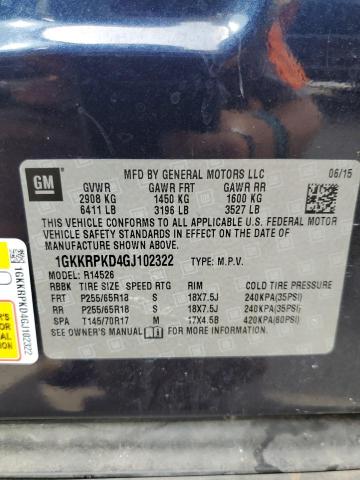 GM
MFD BY GENERAL MOTORS LLC 06/15
GVWR GAWR FRT GAWR RR
2908 KG 1450 KG 1600 KG
6411 LB 3196 LB 3527 LB
THIS VEHICLE CONFORMS TO ALL APPLICABLE U.S. FEDERAL MOTOR
VEHICLE SAFETY, BUMPER, AND THEFT PREVENTION STANDARDS IN
EFFECT ON THE DATE OF MANUFACTURE SHOWN ABOVE.
1GKKRPKD4GJ102322 TYPE: M.P.V.
MODEL: R14526
RBBK TIRE SIZE SPEED RTG RIM COLD TIRE PRESSURE
FRT P255/65R18 S 18X7.5J 240KPA(35PSI)
RR P255/65R18 S 18X7.5J 240KPA(35PSI)
SPA T145/70R17 M 17X4.5B 420KPA(60PSI)
SEE OWNER'S MANUAL FOR MORE INFORMATION.
1GKKRPKD4GJ102322